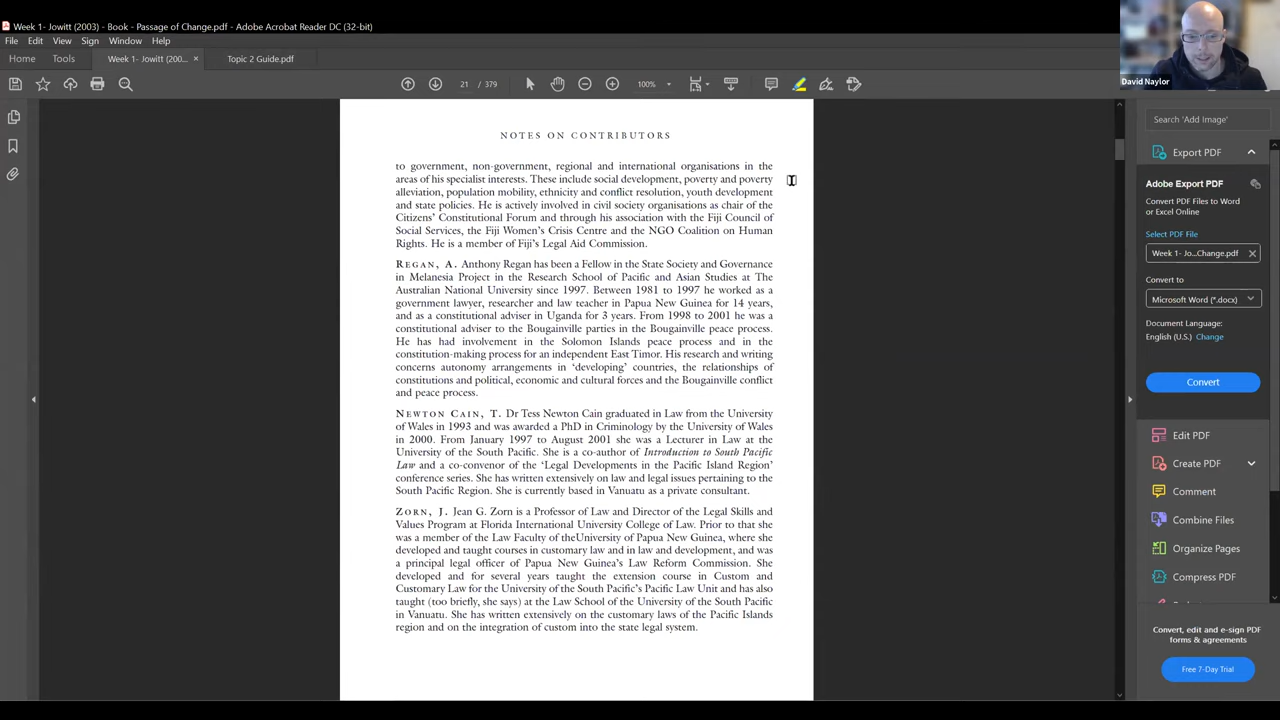 Week 1- Jowitt (2003) - Book - Passage of Change.pdf - Adobe Acrobat Reader DC (32-bit)
File Edit View Sign Window Help
Home Tools Week 1- Jowitt (200... × Topic 2 Guide.pdf
21 / 379 100%
David Naylor
NOTES ON CONTRIBUTORS
to government, non-government, regional and international organisations in the
areas of his specialist interests. These include social development, poverty and poverty
alleviation, population mobility, ethnicity and conflict resolution, youth development
and state policies. He is actively involved in civil society organisations as chair of the
Citizens' Constitutional Forum and through his association with the Fiji Council of
Social Services, the Fiji Women's Crisis Centre and the NGO Coalition on Human
Rights. He is a member of Fiji's Legal Aid Commission.
REGAN, A. Anthony Regan has been a Fellow in the State Society and Governance
in Melanesia Project in the Research School of Pacific and Asian Studies at The
Australian National University since 1997. Between 1981 to 1997 he worked as a
government lawyer, researcher and law teacher in Papua New Guinea for 14 years,
and as a constitutional adviser in Uganda for 3 years. From 1998 to 2001 he was a
constitutional adviser to the Bougainville parties in the Bougainville peace process.
He has had involvement in the Solomon Islands peace process and in the
constitution-making process for an independent East Timor. His research and writing
concerns autonomy arrangements in 'developing' countries, the relationships of
constitutions and political, economic and cultural forces and the Bougainville conflict
and peace process.
NEWTON CAIN, T. Dr Tess Newton Cain graduated in Law from the University
of Wales in 1993 and was awarded a PhD in Criminology by the University of Wales
in 2000. From January 1997 to August 2001 she was a Lecturer in Law at the
University of the South Pacific. She is a co-author of Introduction to South Pacific
Law and a co-convenor of the 'Legal Developments in the Pacific Island Region'
conference series. She has written extensively on law and legal issues pertaining to the
South Pacific Region. She is currently based in Vanuatu as a private consultant.
ZORN, J. Jean G. Zorn is a Professor of Law and Director of the Legal Skills and
Values Program at Florida International University College of Law. Prior to that she
was a member of the Law Faculty of theUniversity of Papua New Guinea, where she
developed and taught courses in customary law and in law and development, and was
a principal legal officer of Papua New Guinea's Law Reform Commission. She
developed and for several years taught the extension course in Custom and
Customary Law for the University of the South Pacific's Pacific Law Unit and has also
taught (too briefly, she says) at the Law School of the University of the South Pacific
in Vanuatu. She has written extensively on the customary laws of the Pacific Islands
region and on the integration of custom into the state legal system.
Search 'Add Image'
Export PDF
Adobe Export PDF
Convert PDF Files to Word
or Excel Online
Select PDF File
Week 1- Jo...Change.pdf ×
Convert to
Microsoft Word (*.docx)
Document Language:
English (U.S.) Change
Convert
Edit PDF
Create PDF
Comment
Combine Files
Organize Pages
Compress PDF
Convert, edit and e-sign PDF
forms & agreements
Free 7-Day Trial